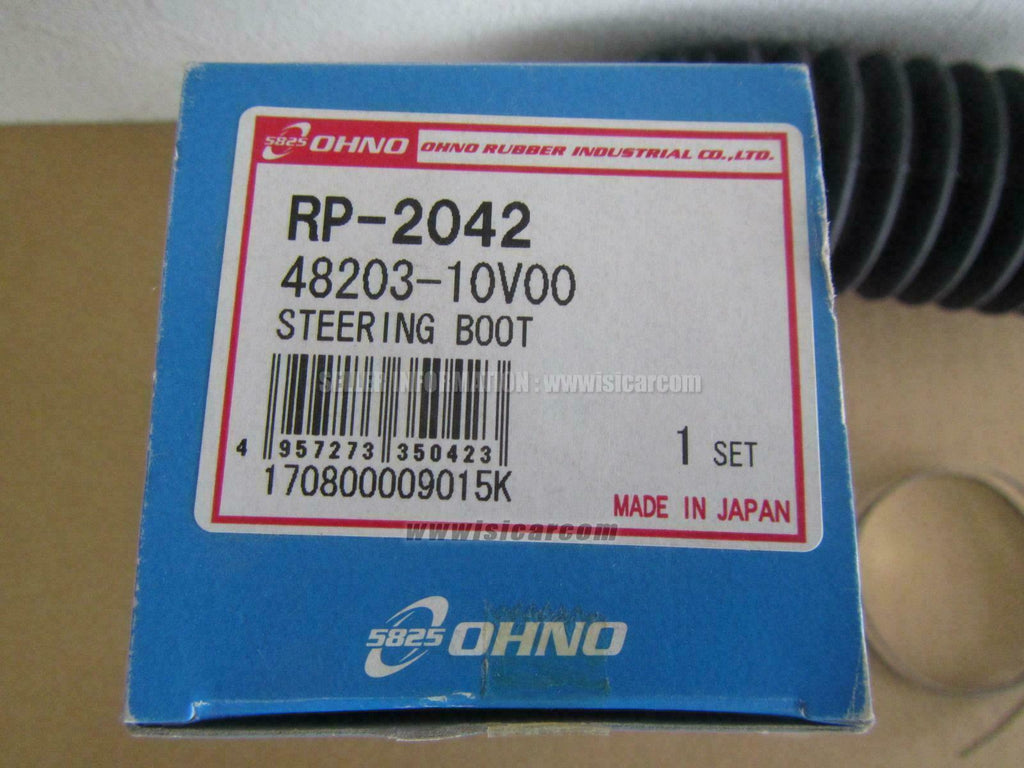 5825 OHNO OHNO RUBBER INDUSTRIAL CO.,LTD.
RP-2042
48203-10V00
STEERING BOOT
SELLER INFORMATION : wwwisicarcom
4 957273 350423
1 SET
170800009015K
MADE IN JAPAN
wwwisicarcom
5825 OHNO